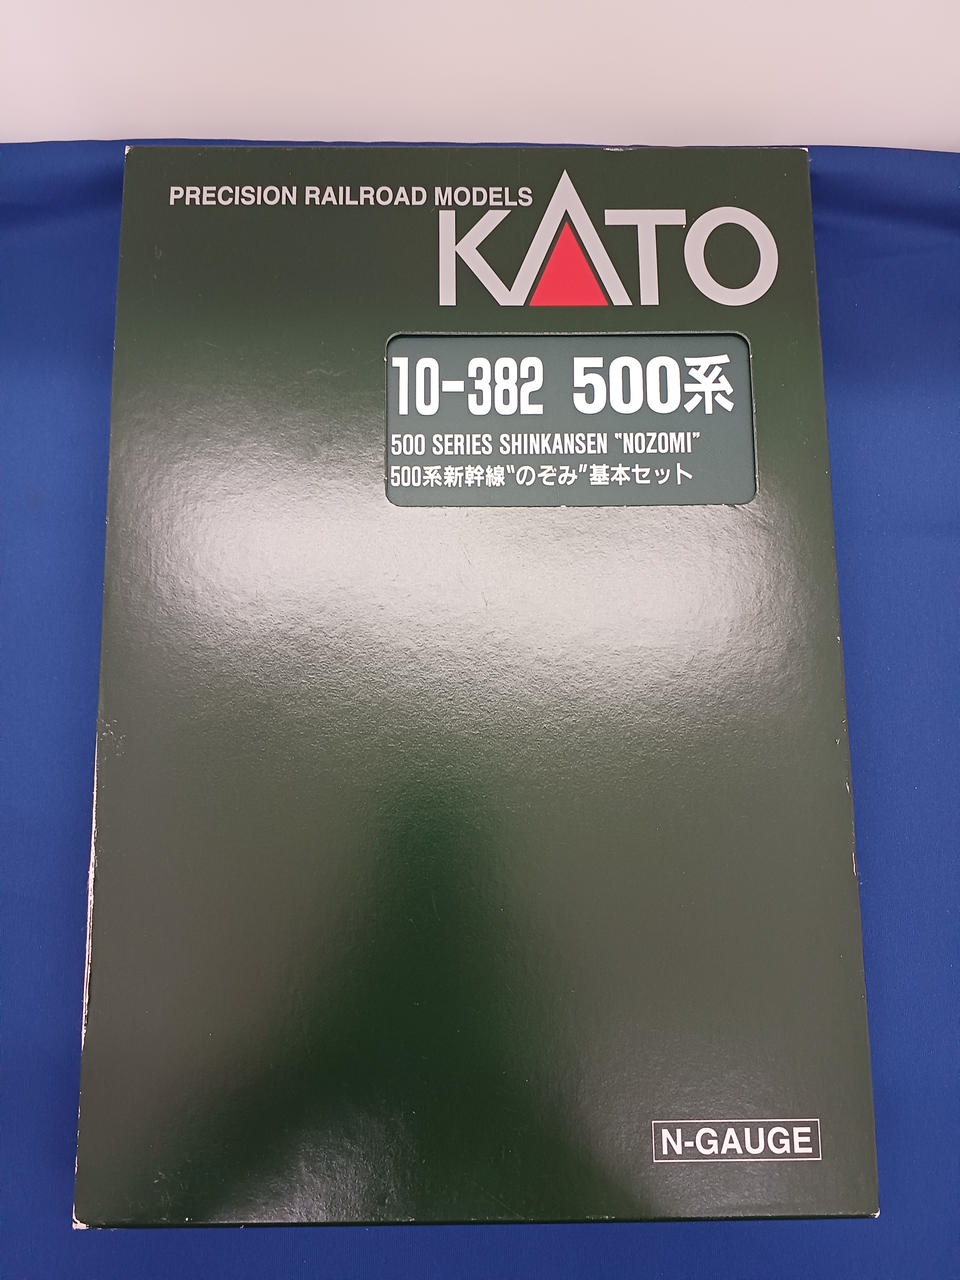 PRECISION RAILROAD MODELS
KATO
10-382 500系
500 SERIES SHINKANSEN “NOZOMI”
500系新幹線“のぞみ”基本セット
N-GAUGE